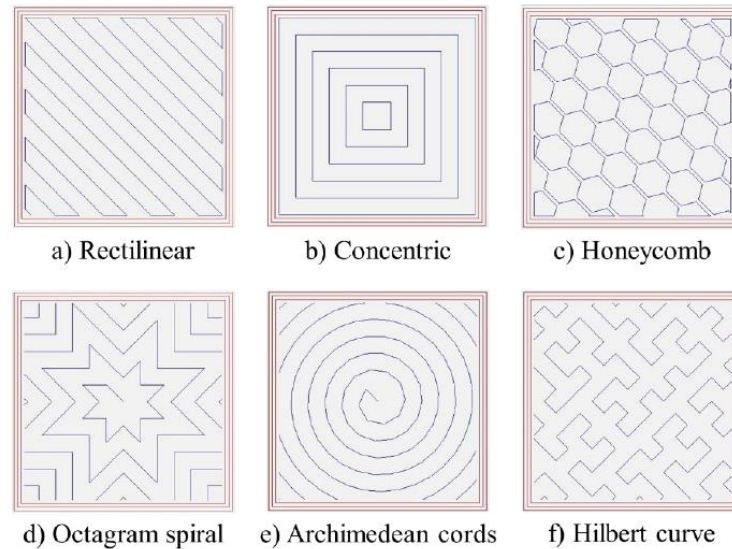 a) Rectilinear
b) Concentric
c) Honeycomb
d) Octagram spiral
e) Archimedean cords
f) Hilbert curve